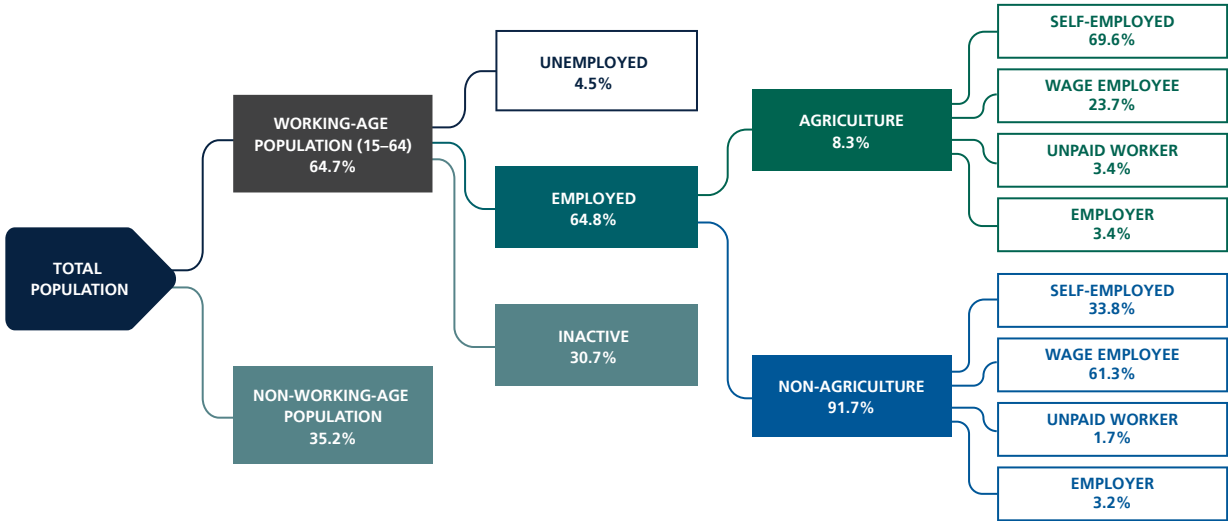 TOTAL
POPULATION
WORKING-AGE
POPULATION (15–64)
64.7%
NON-WORKING-AGE
POPULATION
35.2%
UNEMPLOYED
4.5%
EMPLOYED
64.8%
INACTIVE
30.7%
AGRICULTURE
8.3%
NON-AGRICULTURE
91.7%
SELF-EMPLOYED
69.6%
WAGE EMPLOYEE
23.7%
UNPAID WORKER
3.4%
EMPLOYER
3.4%
SELF-EMPLOYED
33.8%
WAGE EMPLOYEE
61.3%
UNPAID WORKER
1.7%
EMPLOYER
3.2%